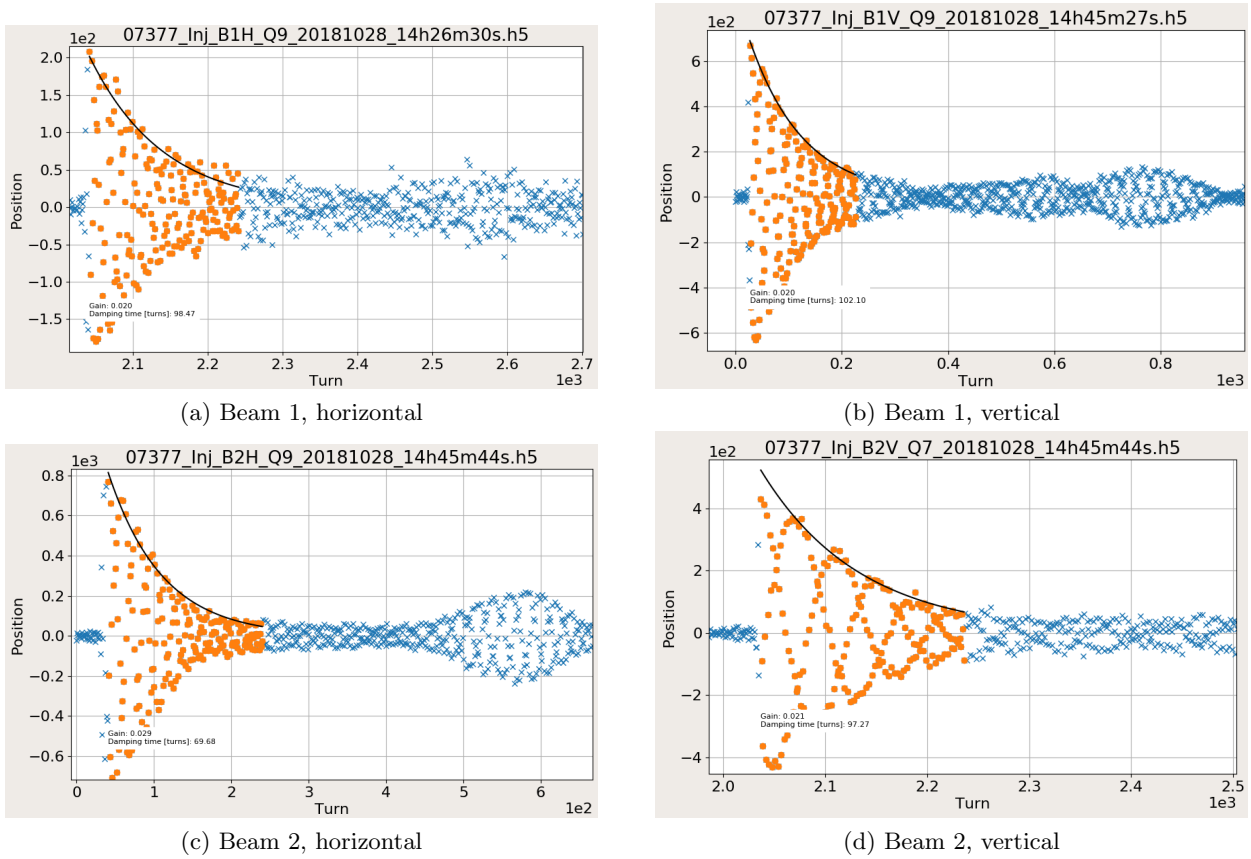 07377_Inj_B1H_Q9_20181028_14h26m30s.h5
1e2
2.0
1.5
1.0
0.5
0.0
−0.5
−1.0
−1.5
Position
Gain: 0.020
Damping time [turns]: 98.47
2.1 2.2 2.3 2.4 2.5 2.6 2.7
Turn 1e3
(a) Beam 1, horizontal
07377_Inj_B1V_Q9_20181028_14h45m27s.h5
1e2
6
4
2
0
−2
−4
−6
Position
Gain: 0.020
Damping time [turns]: 102.10
0.0 0.2 0.4 0.6 0.8
Turn 1e3
(b) Beam 1, vertical
07377_Inj_B2H_Q9_20181028_14h45m44s.h5
1e3
0.8
0.6
0.4
0.2
0.0
−0.2
−0.4
−0.6
Position
Gain: 0.029
Damping time [turns]: 69.68
0 1 2 3 4 5 6
Turn 1e2
(c) Beam 2, horizontal
07377_Inj_B2V_Q7_20181028_14h45m44s.h5
1e2
4
2
0
−2
−4
Position
Gain: 0.021
Damping time [turns]: 97.27
2.0 2.1 2.2 2.3 2.4 2.5
Turn 1e3
(d) Beam 2, vertical